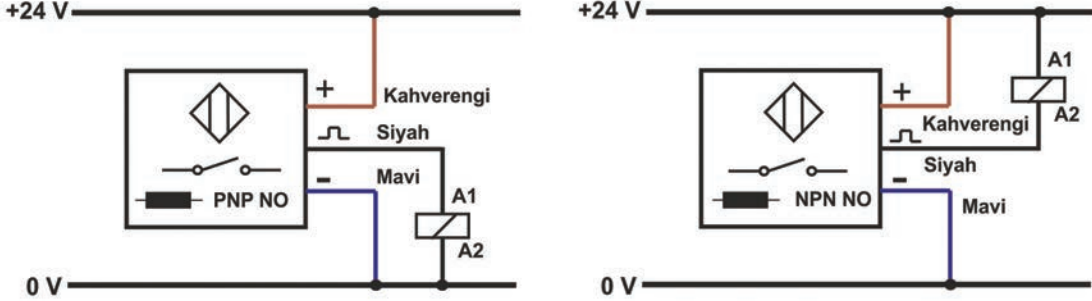 +24 V
+
Kahverengi
Siyah
Mavi
-
PNP NO
A1
A2
0 V
+24 V
A1
+
A2
Kahverengi
Siyah
-
NPN NO
Mavi
0 V